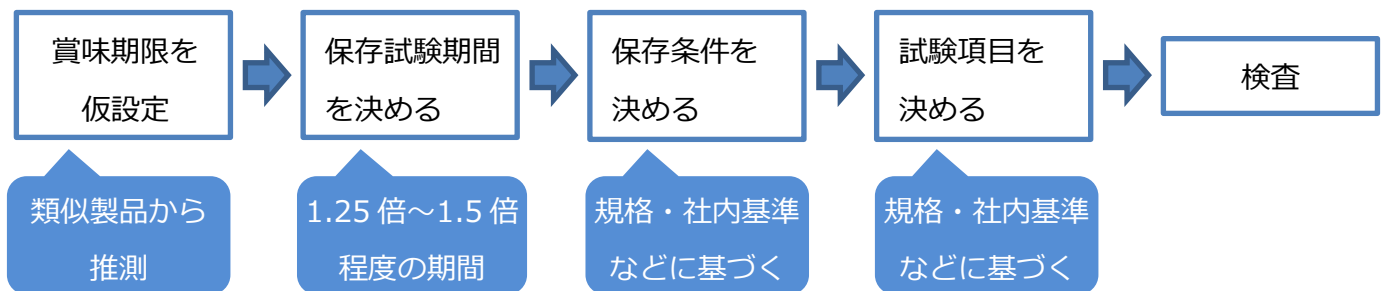 賞味期限を
仮設定
保存試験期間
を決める
保存条件を
決める
試験項目を
決める
検査
類似製品から
推測
1.25 倍～1.5 倍
程度の期間
規格・社内基準
などに基づく
規格・社内基準
などに基づく